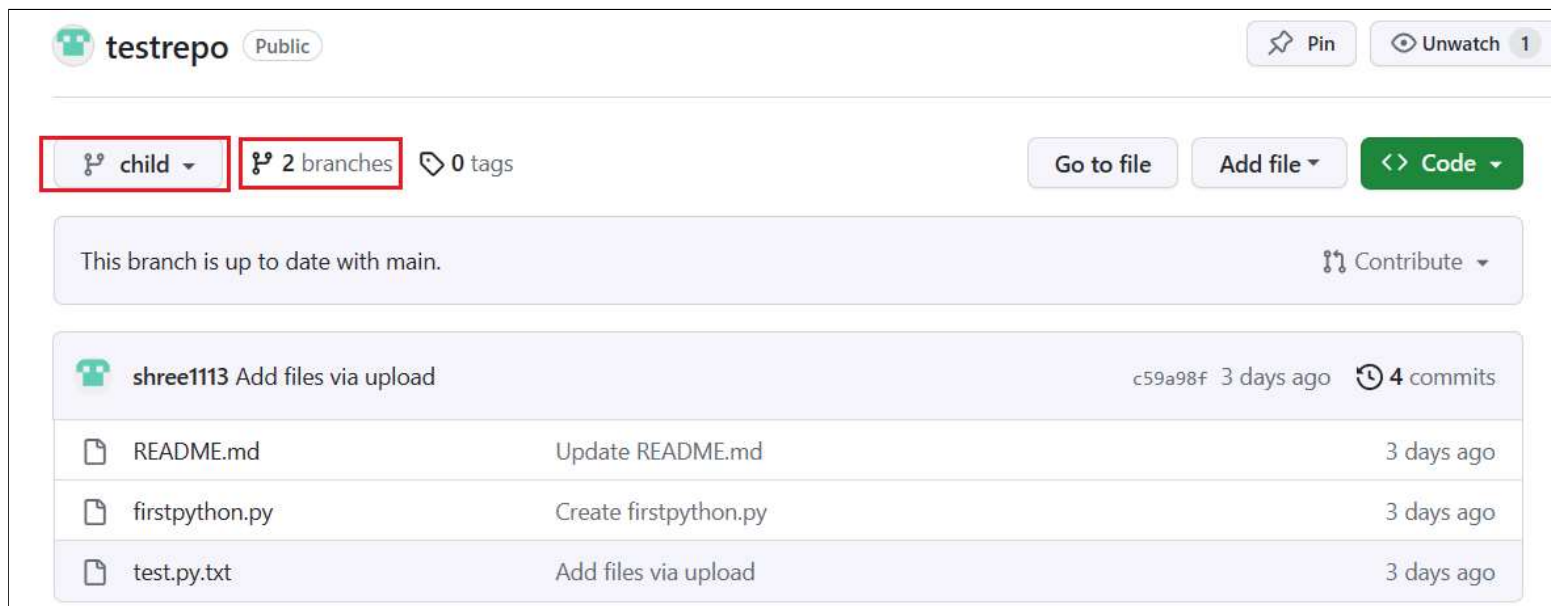 testrepo Public Pin Unwatch 1
child 2 branches 0 tags Go to file Add file <> Code
This branch is up to date with main. Contribute
shree1113 Add files via upload c59a98f 3 days ago 4 commits
README.md Update README.md 3 days ago
firstpython.py Create firstpython.py 3 days ago
test.py.txt Add files via upload 3 days ago